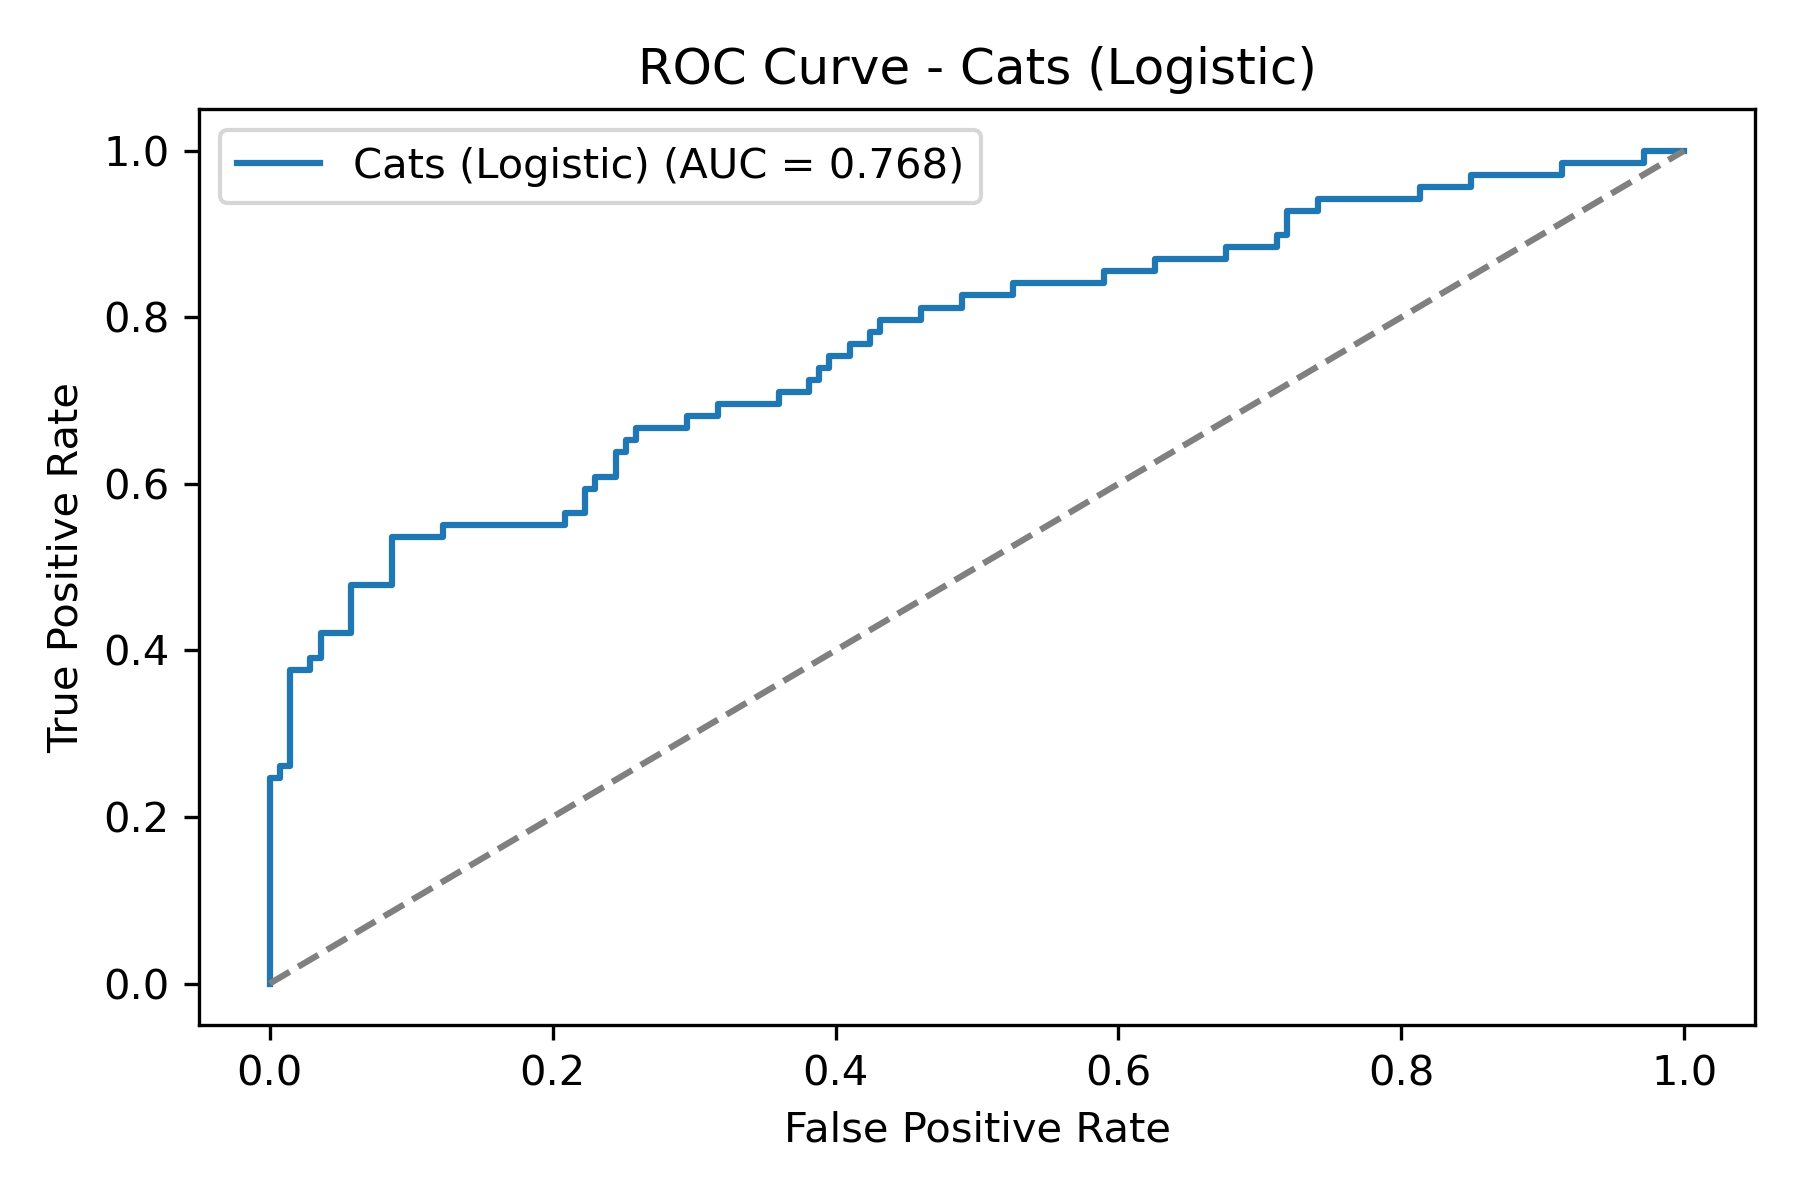 ROC Curve - Cats (Logistic)
Cats (Logistic) (AUC = 0.768)
True Positive Rate
1.0
0.8
0.6
0.4
0.2
0.0
0.0 0.2 0.4 0.6 0.8 1.0
False Positive Rate